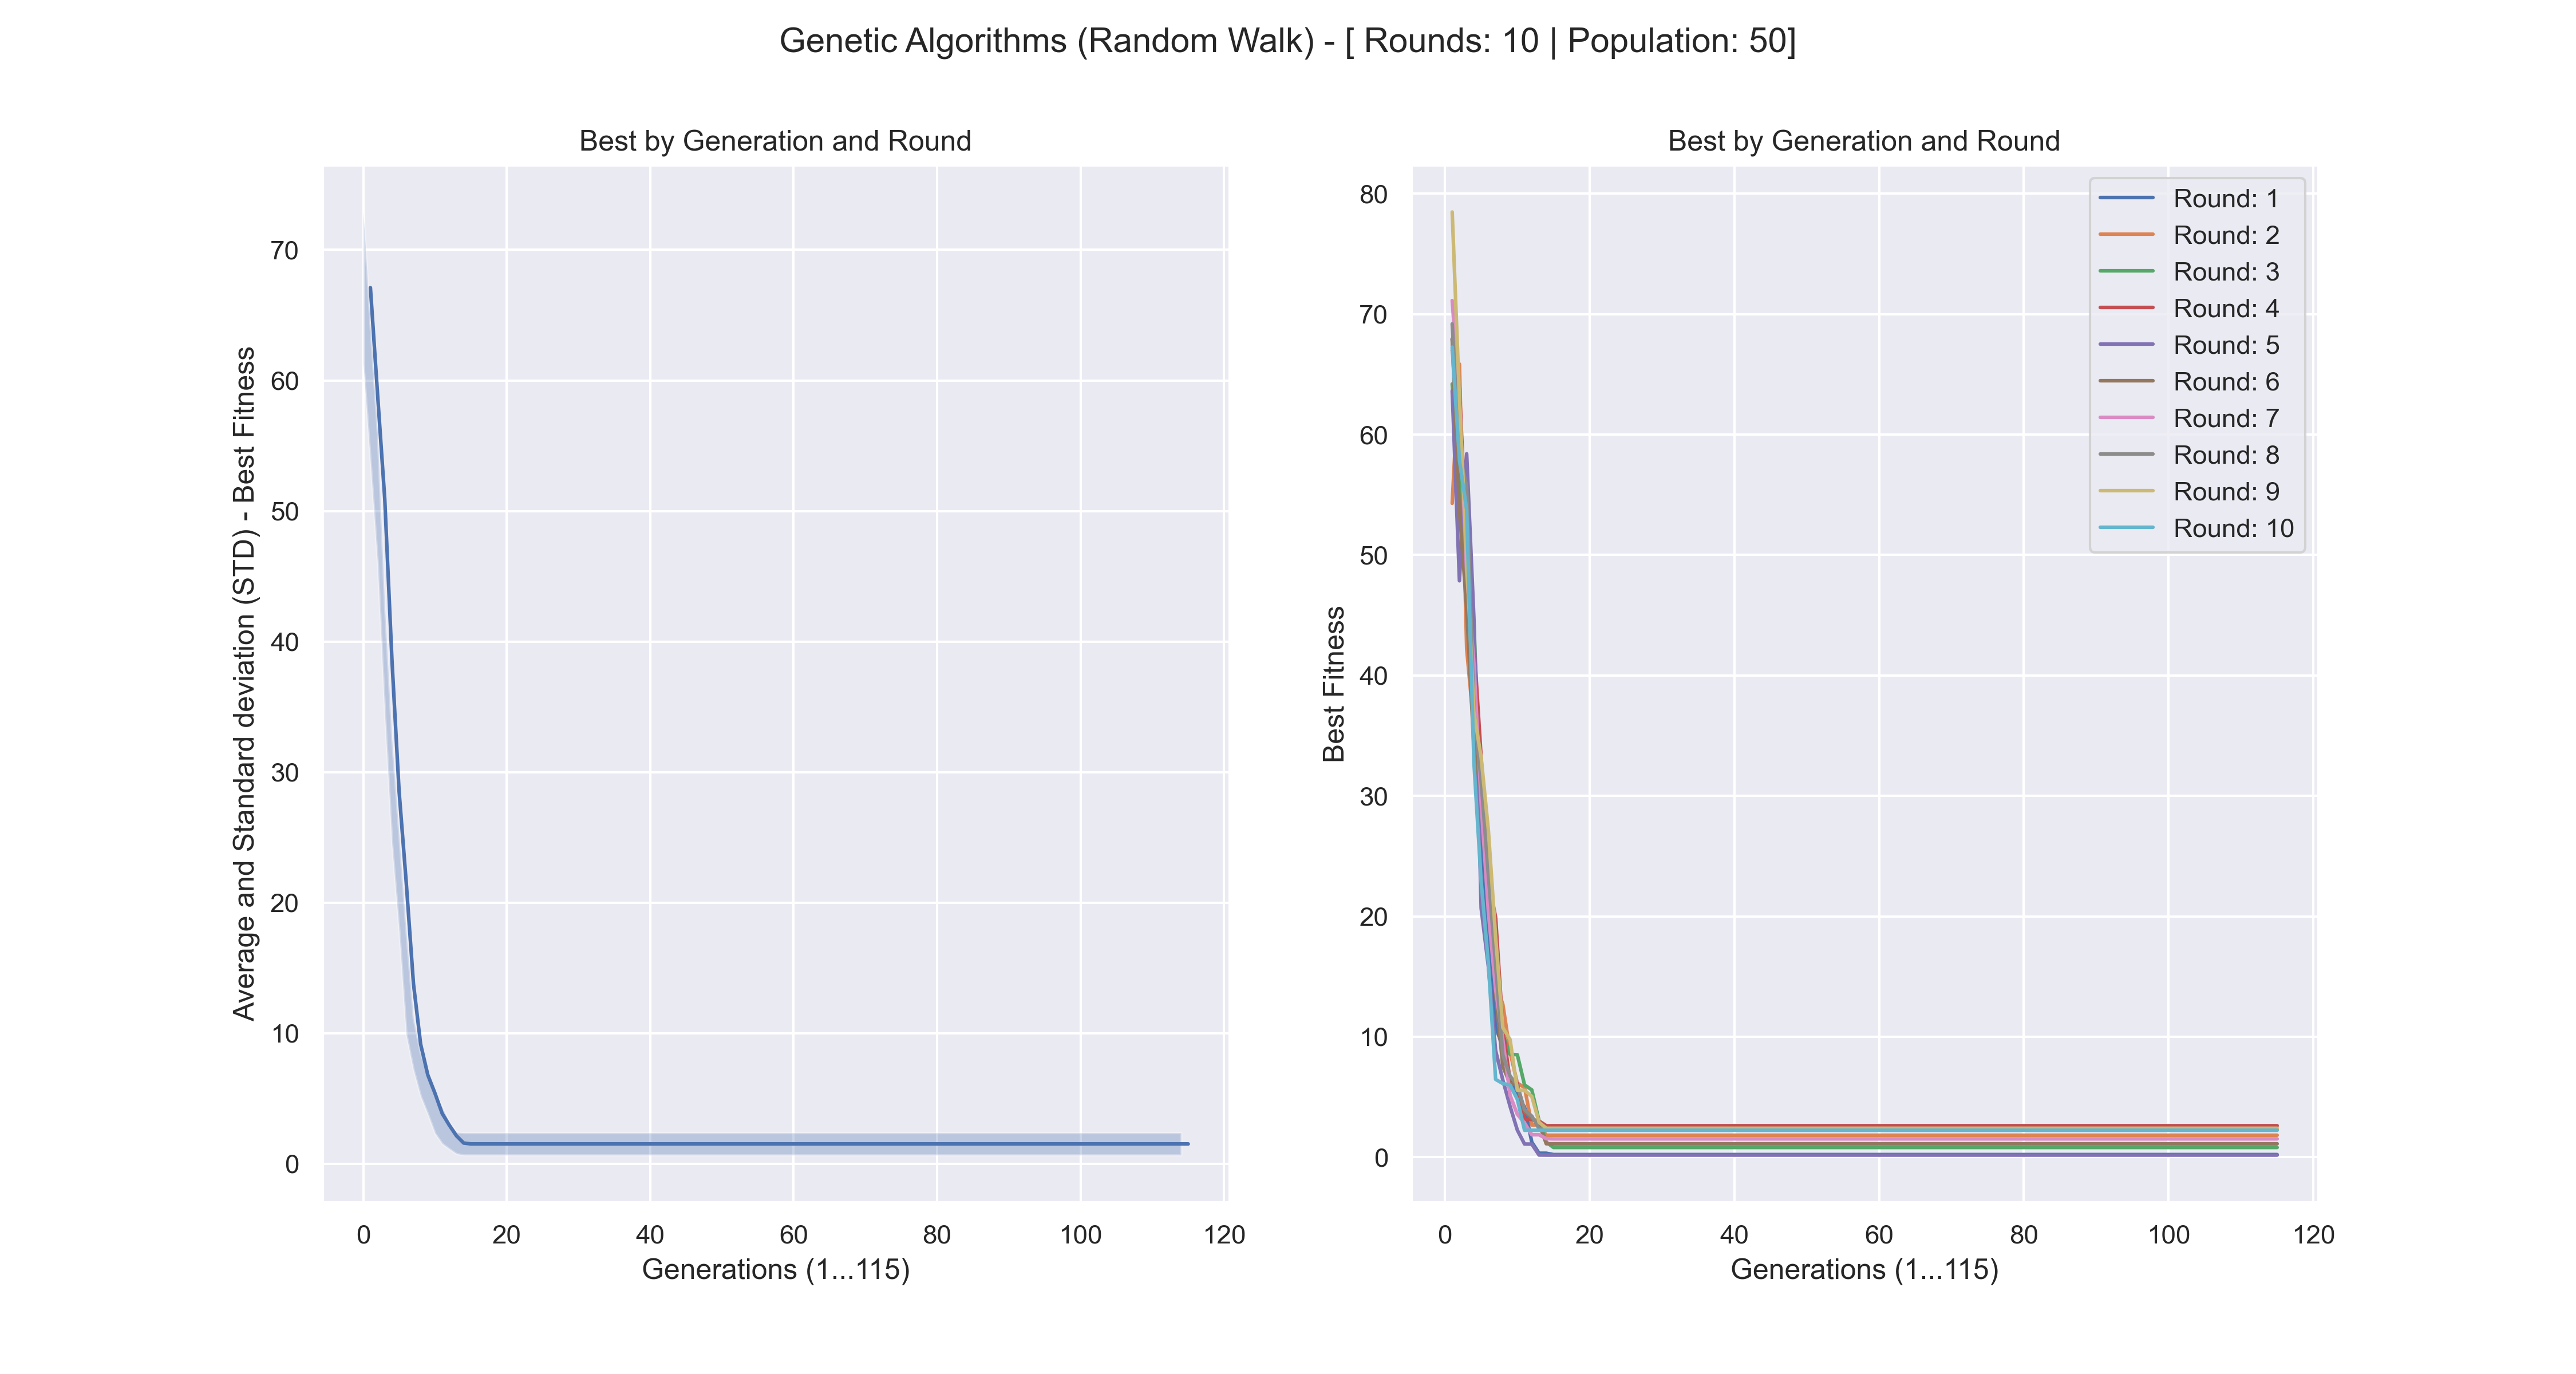 Genetic Algorithms (Random Walk) - [ Rounds: 10 | Population: 50]
Best by Generation and Round
Average and Standard deviation (STD) - Best Fitness
70
60
50
40
30
20
10
0
0 20 40 60 80 100 120
Generations (1...115)
Best by Generation and Round
Best Fitness
80
70
60
50
40
30
20
10
0
0 20 40 60 80 100 120
Generations (1...115)
Round: 1
Round: 2
Round: 3
Round: 4
Round: 5
Round: 6
Round: 7
Round: 8
Round: 9
Round: 10